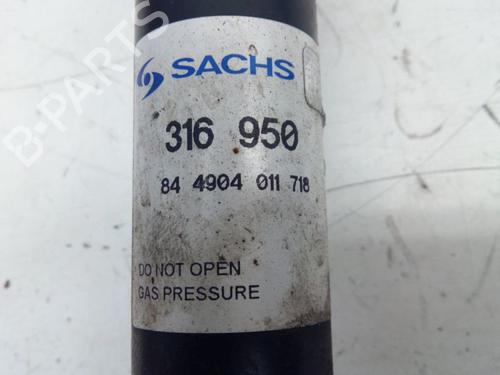 SACHS
316 950
84 4904 011 718
DO NOT OPEN
GAS PRESSURE
B-PARTS